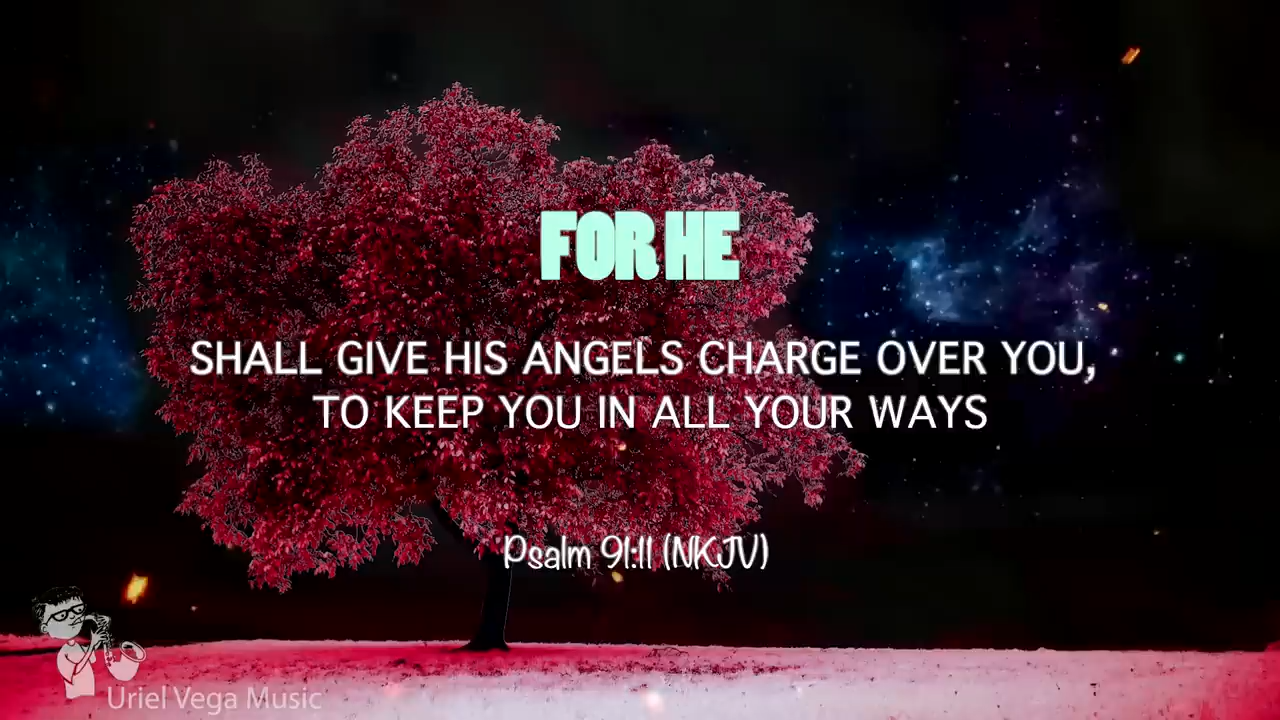 FOR HE
SHALL GIVE HIS ANGELS CHARGE OVER YOU,
TO KEEP YOU IN ALL YOUR WAYS
Psalm 91:11 (NKJV)
Uriel Vega Music